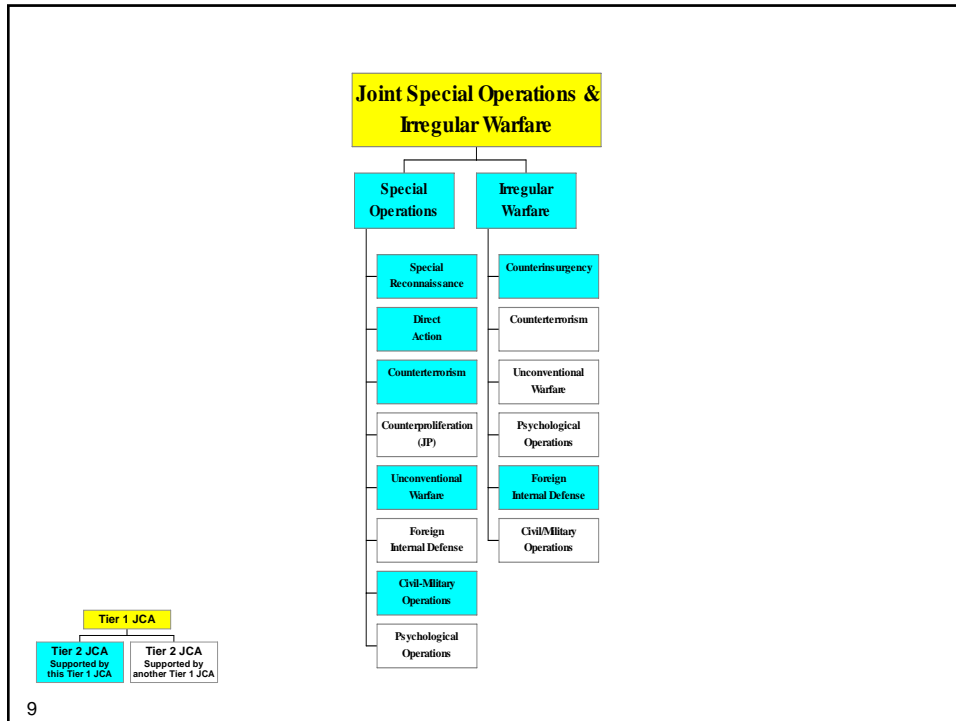 Joint Special Operations &
Irregular Warfare
Special
Operations
Irregular
Warfare
Special
Reconnaissance
Direct
Action
Counterterrorism
Counterproliferation
(JP)
Unconventional
Warfare
Foreign
Internal Defense
Civil-Military
Operations
Psychological
Operations
Counterinsurgency
Counterterrorism
Unconventional
Warfare
Psychological
Operations
Foreign
Internal Defense
Civil/Military
Operations
Tier 1 JCA
Tier 2 JCA
Supported by
this Tier 1 JCA
Tier 2 JCA
Supported by
another Tier 1 JCA
9